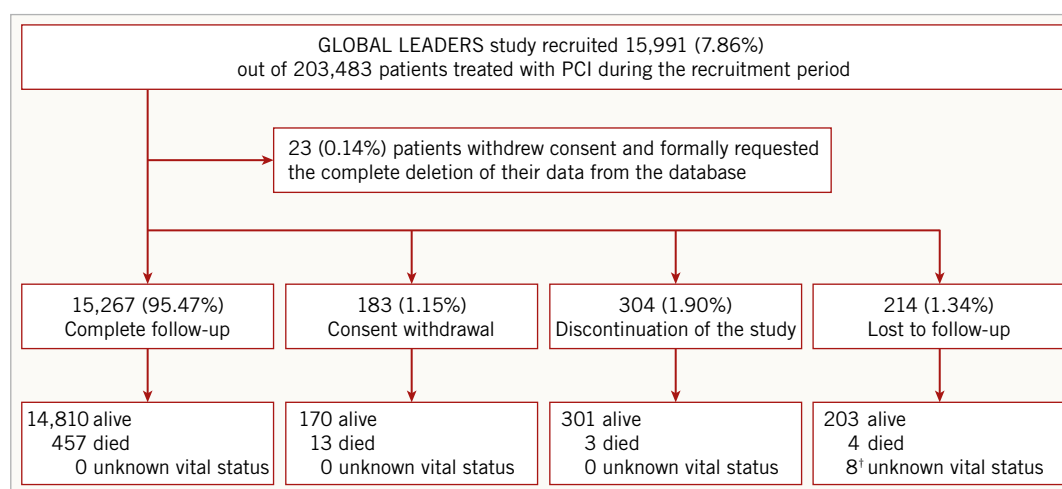 GLOBAL LEADERS study recruited 15,991 (7.86%)
out of 203,483 patients treated with PCI during the recruitment period
23 (0.14%) patients withdrew consent and formally requested
the complete deletion of their data from the database
15,267 (95.47%)
Complete follow-up
183 (1.15%)
Consent withdrawal
304 (1.90%)
Discontinuation of the study
214 (1.34%)
Lost to follow-up
14,810 alive
457 died
0 unknown vital status
170 alive
13 died
0 unknown vital status
301 alive
3 died
0 unknown vital status
203 alive
4 died
8† unknown vital status